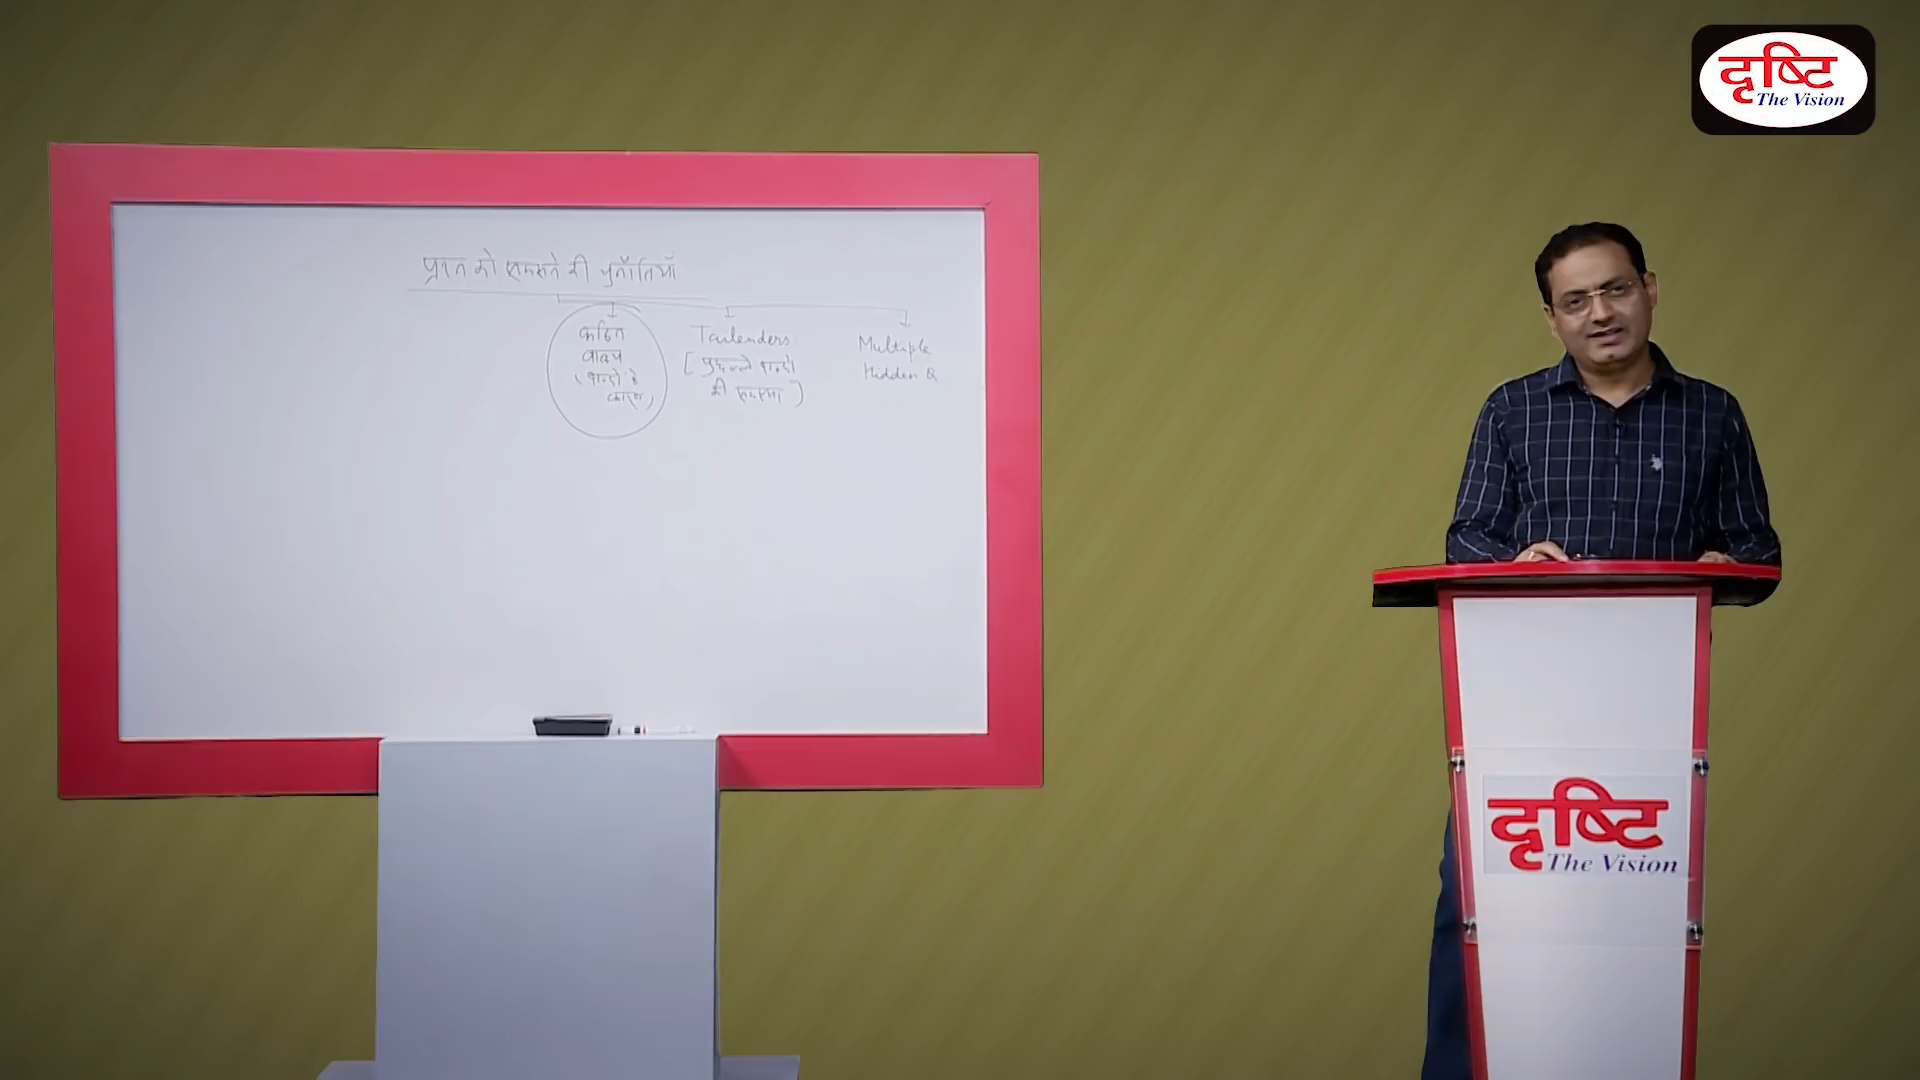 दृष्टि
The Vision
प्रश्न को समझने की चुनौतियाँ
कठिन
वाक्य
(शब्दों के
कारण)
Tailenders
[पुछल्ले शब्दों
की समस्या]
Multiple
Hidden Q
दृष्टि
The Vision